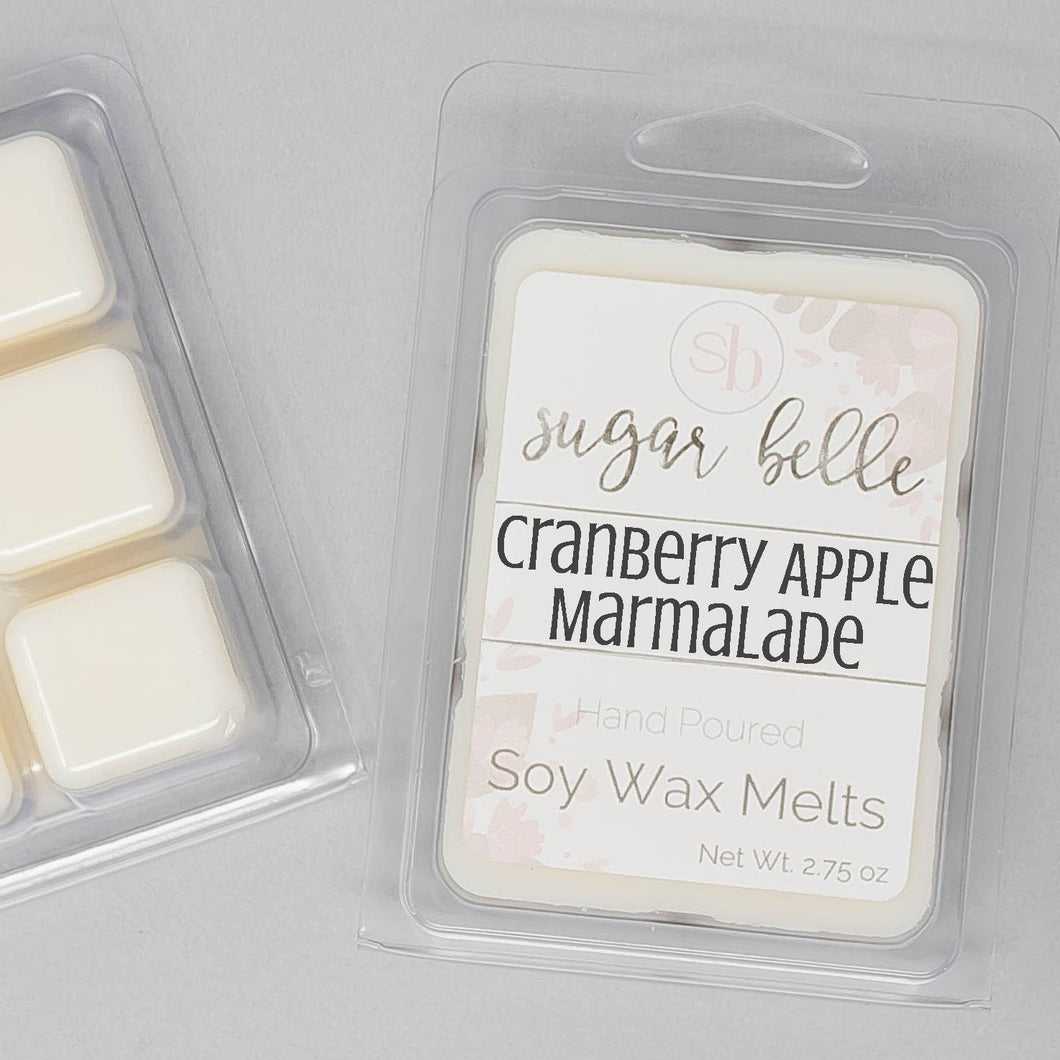 sb
sugar belle
Cranberry Apple
Marmalade
Hand Poured
Soy Wax Melts
Net Wt. 2.75 oz